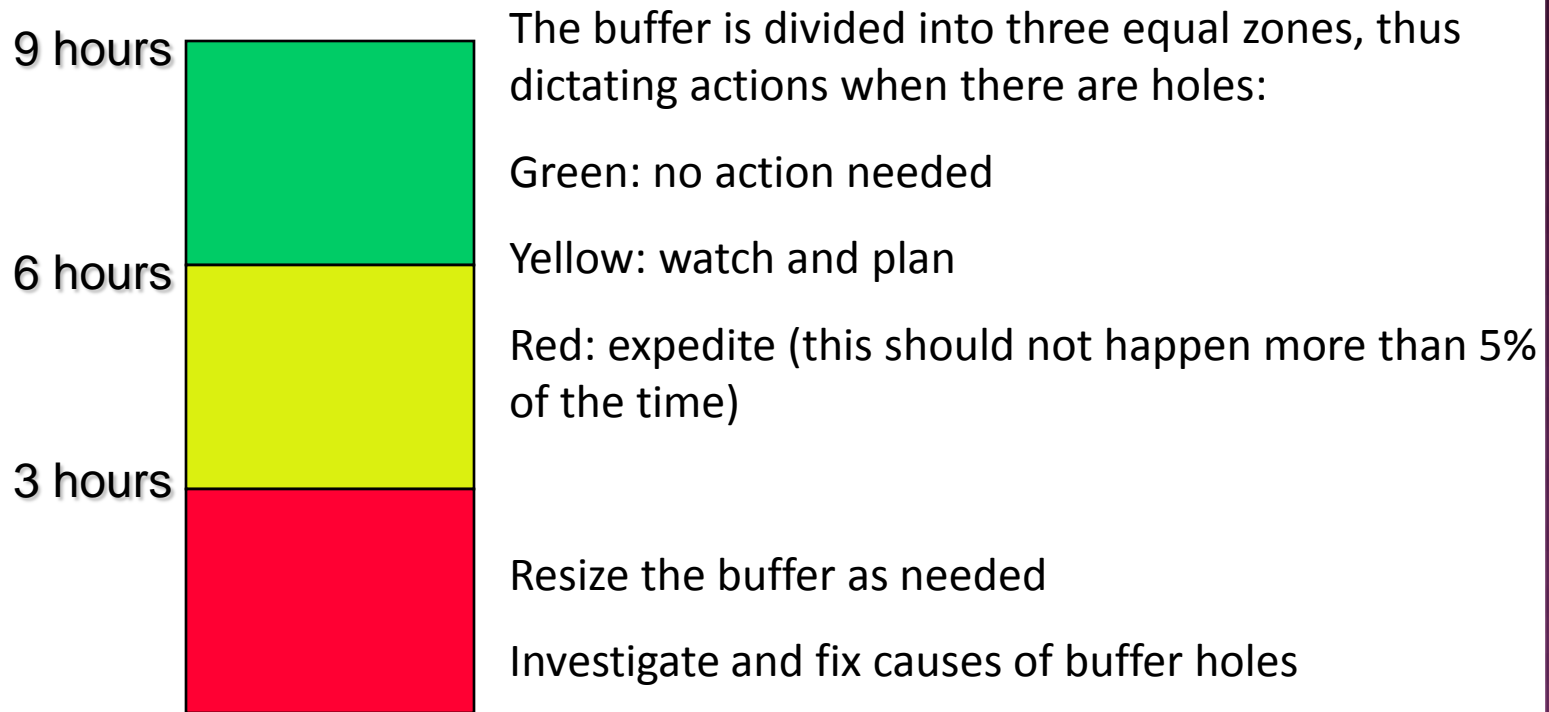 9 hours
The buffer is divided into three equal zones, thus
dictating actions when there are holes:
Green: no action needed
6 hours
Yellow: watch and plan
Red: expedite (this should not happen more than 5%
of the time)
3 hours
Resize the buffer as needed
Investigate and fix causes of buffer holes